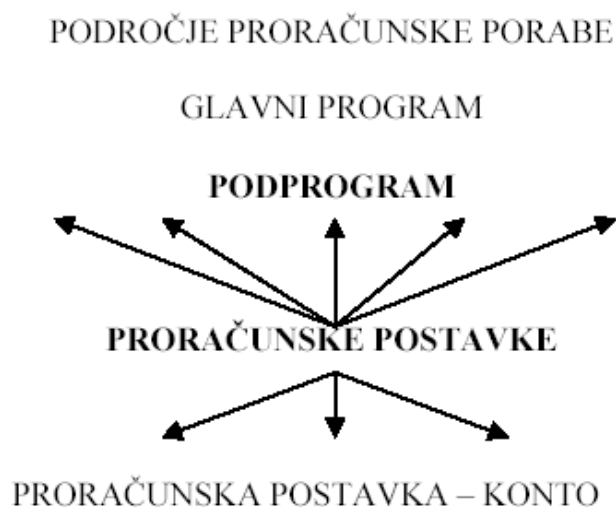 PODROČJE PRORAČUNSKE PORABE
GLAVNI PROGRAM
PODPROGRAM
PRORAČUNSKE POSTAVKE
PRORAČUNSKA POSTAVKA – KONTO